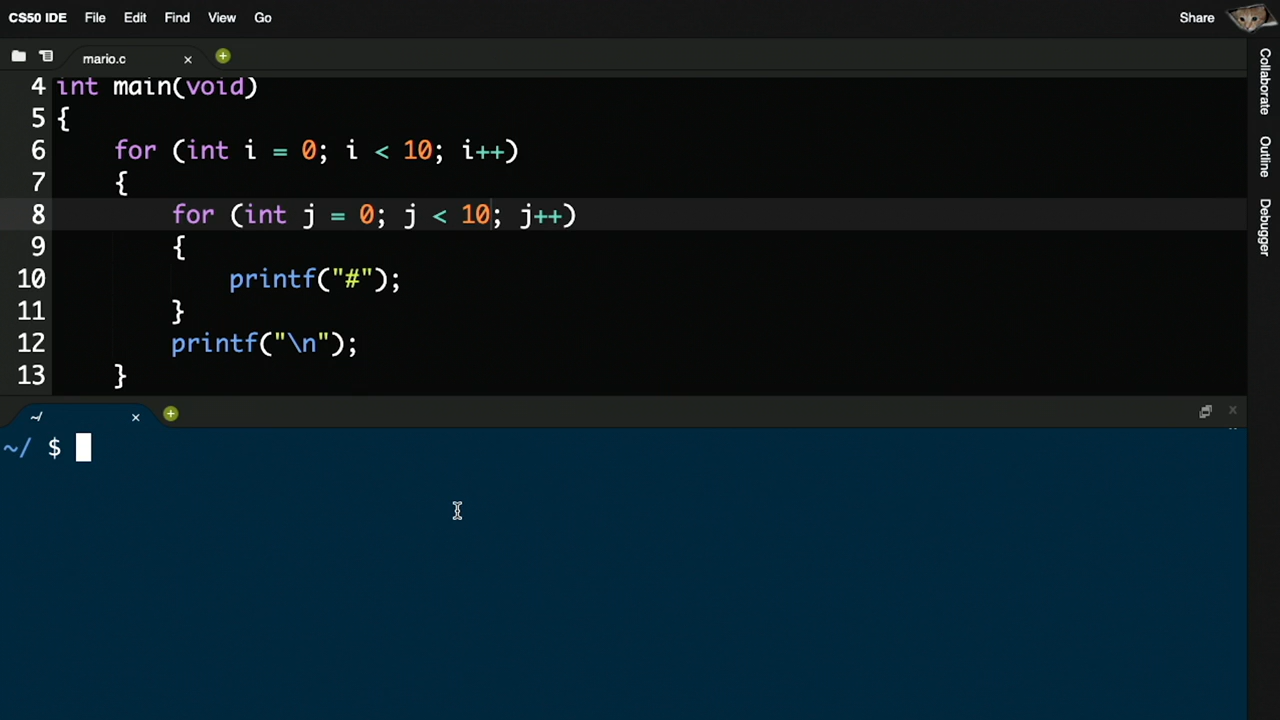 CS50 IDE File Edit Find View Go Share
mario.c
4 int main(void)
5 {
6     for (int i = 0; i < 10; i++)
7     {
8         for (int j = 0; j < 10; j++)
9         {
10             printf("#");
11         }
12         printf("\n");
13     }
~/
~/ $
Collaborate
Outline
Debugger